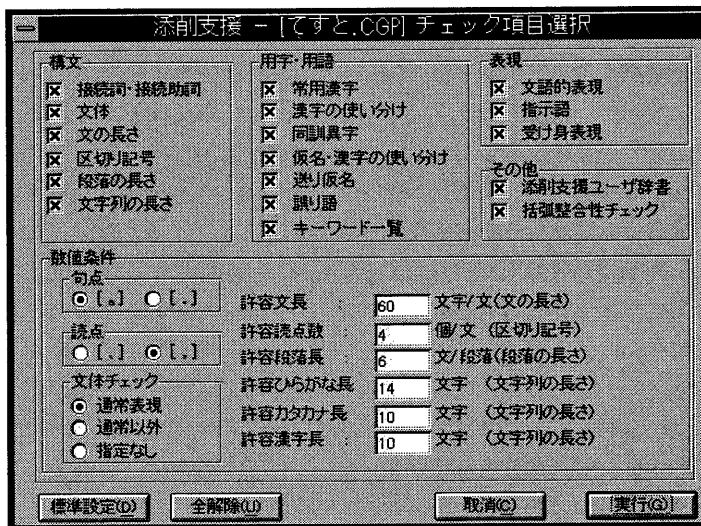 添削支援 － [てすと.CGP] チェック項目選択
構文
接続詞・接続助詞
文体
文の長さ
区切り記号
段落の長さ
文字列の長さ
用字・用語
常用漢字
漢字の使い分け
同訓異字
仮名・漢字の使い分け
送り仮名
誤り語
キーワード一覧
表現
文語的表現
指示語
受け身表現
その他
添削支援ユーザ辞書
括弧整合性チェック
数値条件
句点
[。] [.]
読点
[、] [,]
文体チェック
通常表現
通常以外
指定なし
許容文長 : 60 文字/文(文の長さ)
許容読点数 : 4 個/文 (区切り記号)
許容段落長 : 6 文/段落(段落の長さ)
許容ひらがな長 : 14 文字 (文字列の長さ)
許容カタカナ長 : 10 文字 (文字列の長さ)
許容漢字長 : 10 文字 (文字列の長さ)
標準設定(D) 全解除(U) 取消(C) 実行(G)